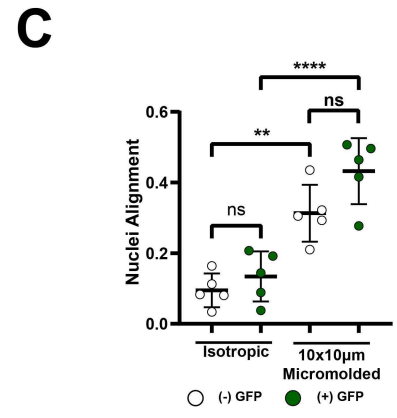 C
****
ns
**
ns
Nuclei Alignment
0.6
0.4
0.2
0.0
Isotropic
10x10µm
Micromolded
(-) GFP
(+) GFP